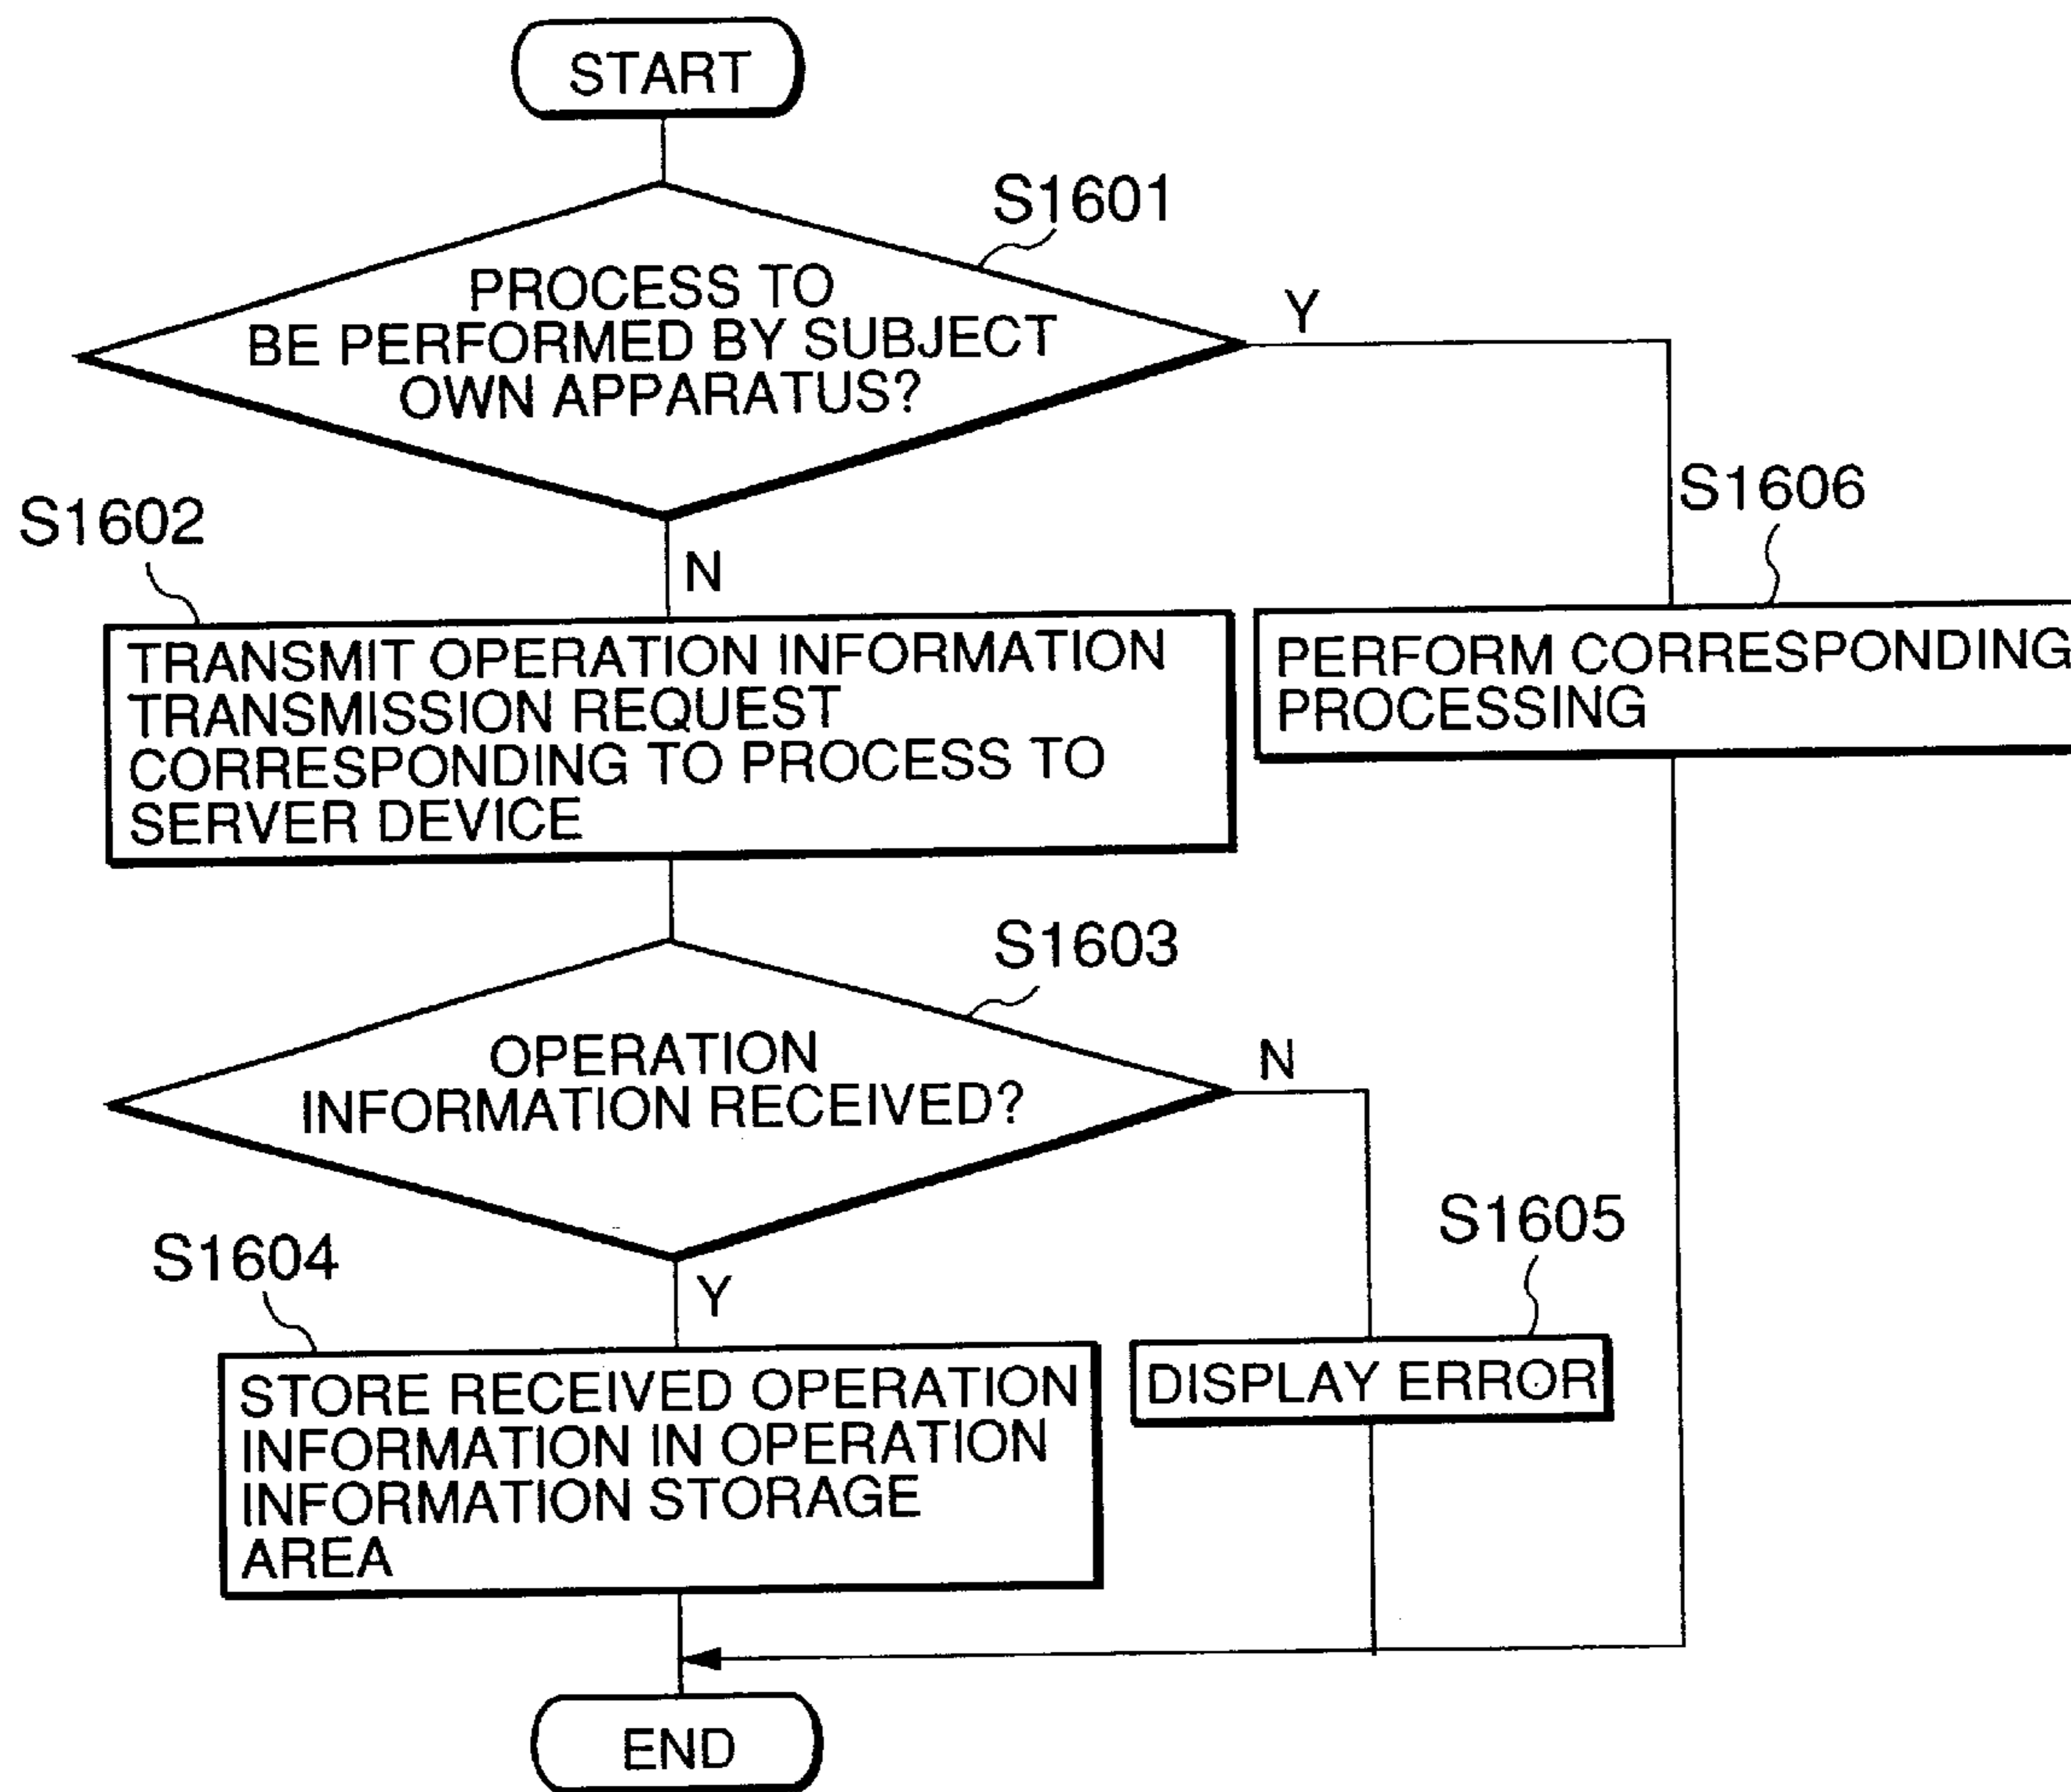 START
S1601
PROCESS TO
BE PERFORMED BY SUBJECT
OWN APPARATUS?
Y
S1602
N
S1606
TRANSMIT OPERATION INFORMATION
TRANSMISSION REQUEST
CORRESPONDING TO PROCESS TO
SERVER DEVICE
PERFORM CORRESPONDING
PROCESSING
S1603
OPERATION
INFORMATION RECEIVED?
N
S1604
Y
S1605
STORE RECEIVED OPERATION
INFORMATION IN OPERATION
INFORMATION STORAGE
AREA
DISPLAY ERROR
END